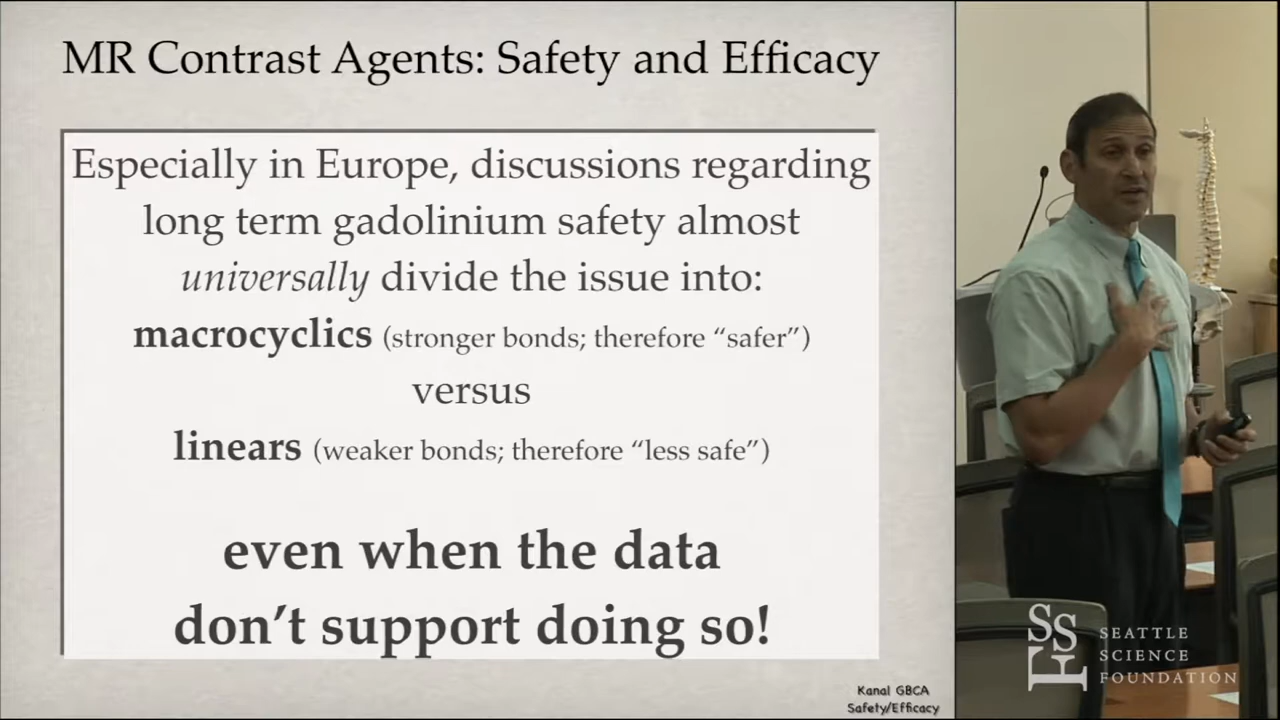 MR Contrast Agents: Safety and Efficacy
Especially in Europe, discussions regarding
long term gadolinium safety almost
universally divide the issue into:
macrocyclics (stronger bonds; therefore “safer”)
versus
linears (weaker bonds; therefore “less safe”)
even when the data
don’t support doing so!
Kanal GBCA
Safety/Efficacy
SSF
SEATTLE
SCIENCE
FOUNDATION